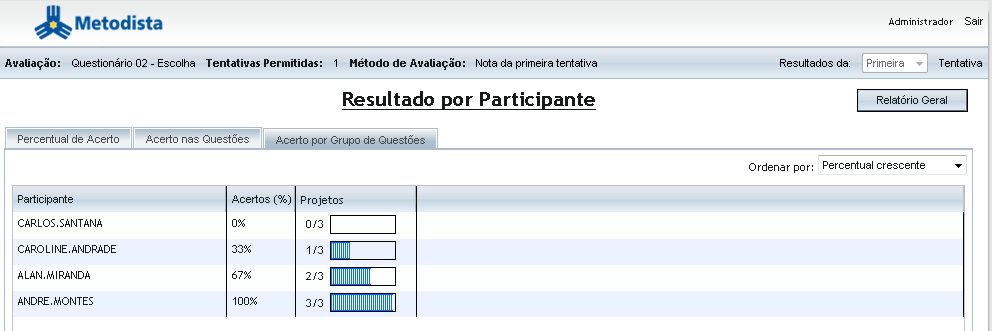 Metodista
Administrador Sair
Avaliação: Questionário 02 - Escolha Tentativas Permitidas: 1 Método de Avaliação: Nota da primeira tentativa Resultados da: Primeira Tentativa
Resultado por Participante
Relatório Geral
Percentual de Acerto Acerto nas Questões Acerto por Grupo de Questões
Ordenar por: Percentual crescente
Participante Acertos (%) Projetos
CARLOS.SANTANA 0% 0/3
CAROLINE.ANDRADE 33% 1/3
ALAN.MIRANDA 67% 2/3
ANDRE.MONTES 100% 3/3